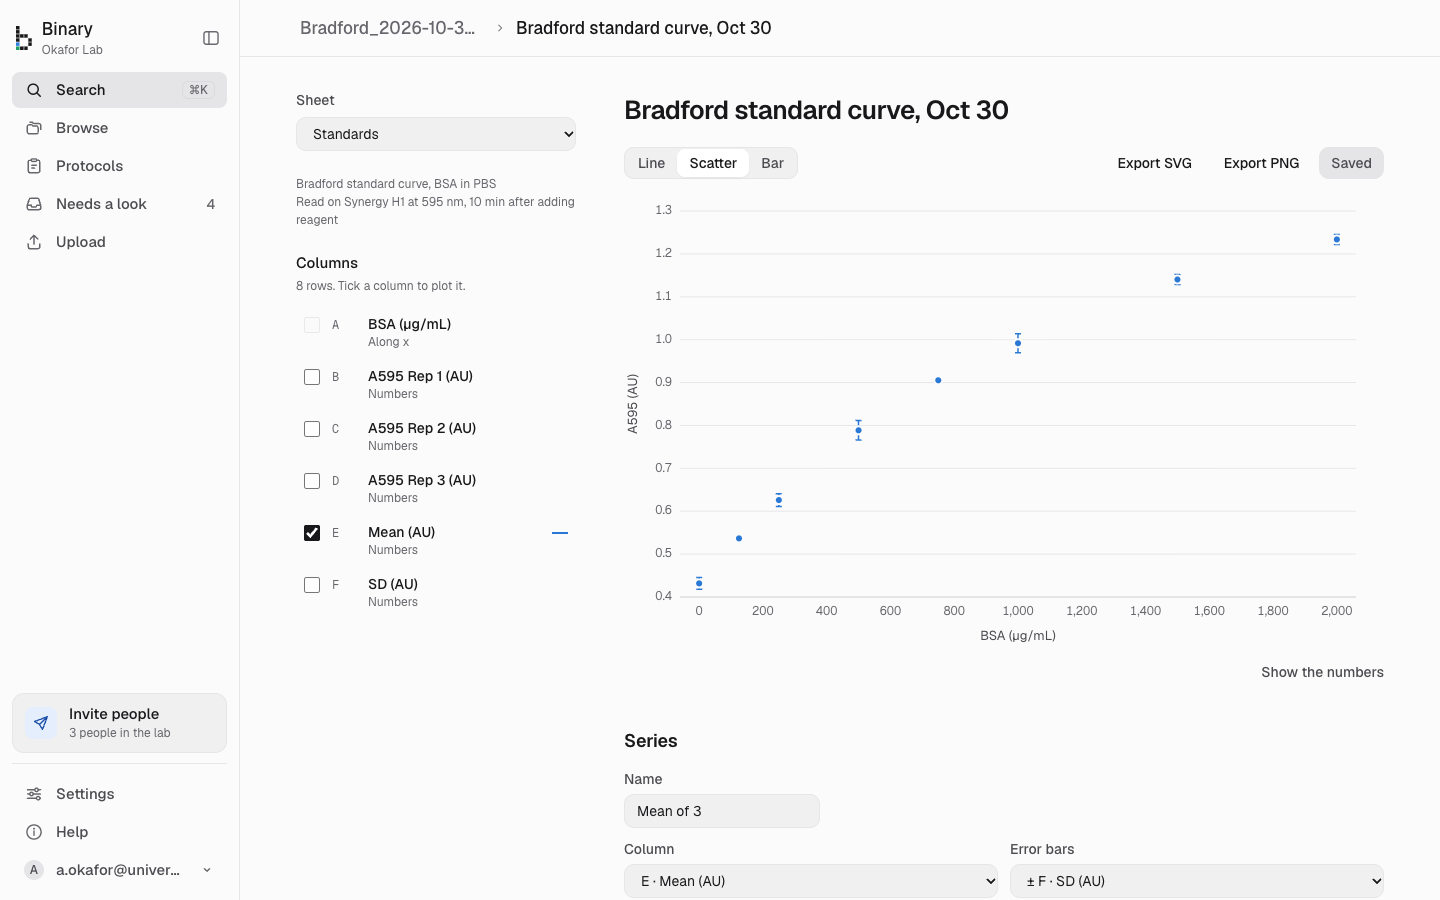 Binary
Okafor Lab
Search ⌘K
Browse
Protocols
Needs a look 4
Upload
Invite people
3 people in the lab
Settings
Help
A a.okafor@univer...
Bradford_2026-10-3... › Bradford standard curve, Oct 30
Sheet
Standards
Bradford standard curve, BSA in PBS
Read on Synergy H1 at 595 nm, 10 min after adding
reagent
Columns
8 rows. Tick a column to plot it.
A BSA (µg/mL)
Along x
B A595 Rep 1 (AU)
Numbers
C A595 Rep 2 (AU)
Numbers
D A595 Rep 3 (AU)
Numbers
E Mean (AU)
Numbers
F SD (AU)
Numbers
Bradford standard curve, Oct 30
Line Scatter Bar Export SVG Export PNG Saved
1.3
1.2
1.1
1.0
0.9
0.8
0.7
0.6
0.5
0.4
A595 (AU)
0 200 400 600 800 1,000 1,200 1,400 1,600 1,800 2,000
BSA (µg/mL)
Show the numbers
Series
Name
Mean of 3
Column Error bars
E · Mean (AU) ± F · SD (AU)